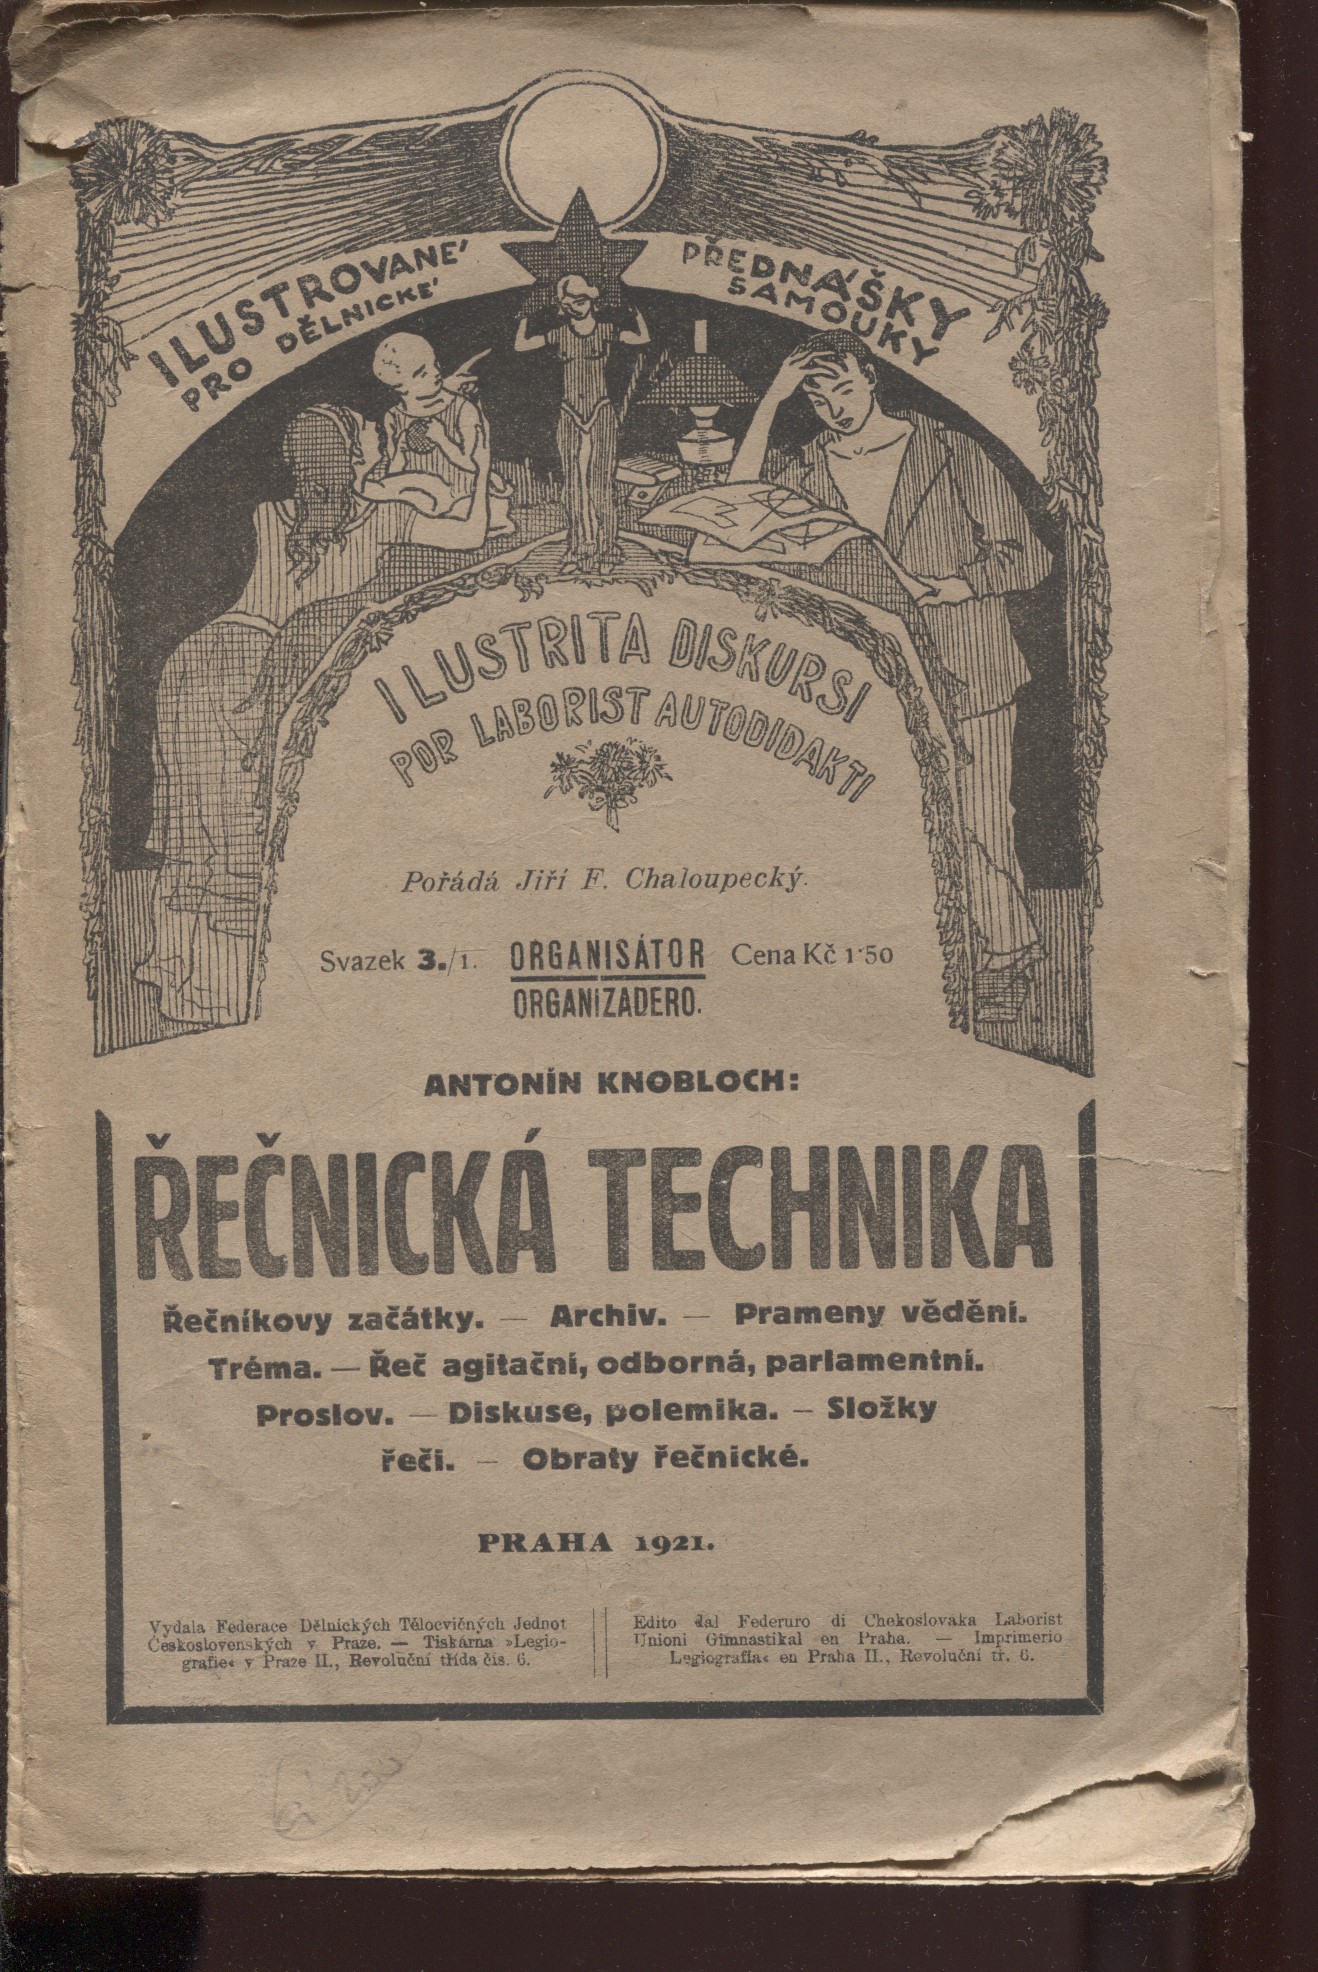 ILUSTROVANÉ PŘEDNÁŠKY
PRO DĚLNICKÉ SAMOUKY
ILUSTRITA DISKURSI
POR LABORIST AUTODIDAKTI
Pořádá Jiří F. Chaloupecký.
Svazek 3./1. ORGANISÁTOR Cena Kč 1·50
ORGANIZADERO.
ANTONÍN KNOBLOCH:
ŘEČNICKÁ TECHNIKA
Řečníkovy začátky. — Archiv. — Prameny vědění.
Tréma. — Řeč agitační, odborná, parlamentní.
Proslov. — Diskuse, polemika. — Složky
řeči. — Obraty řečnické.
PRAHA 1921.
Vydala Federace Dělnických Tělocvičných Jednot
Československých v Praze. — Tiskárna »Legio-
grafie« v Praze II., Revoluční třída čís. 6.
Edito dal Federuro di Chekoslovaka Laborist
Unioni Gimnastikal en Praha. — Imprimerio
Legiografia« en Praha II., Revoluční tř. 6.